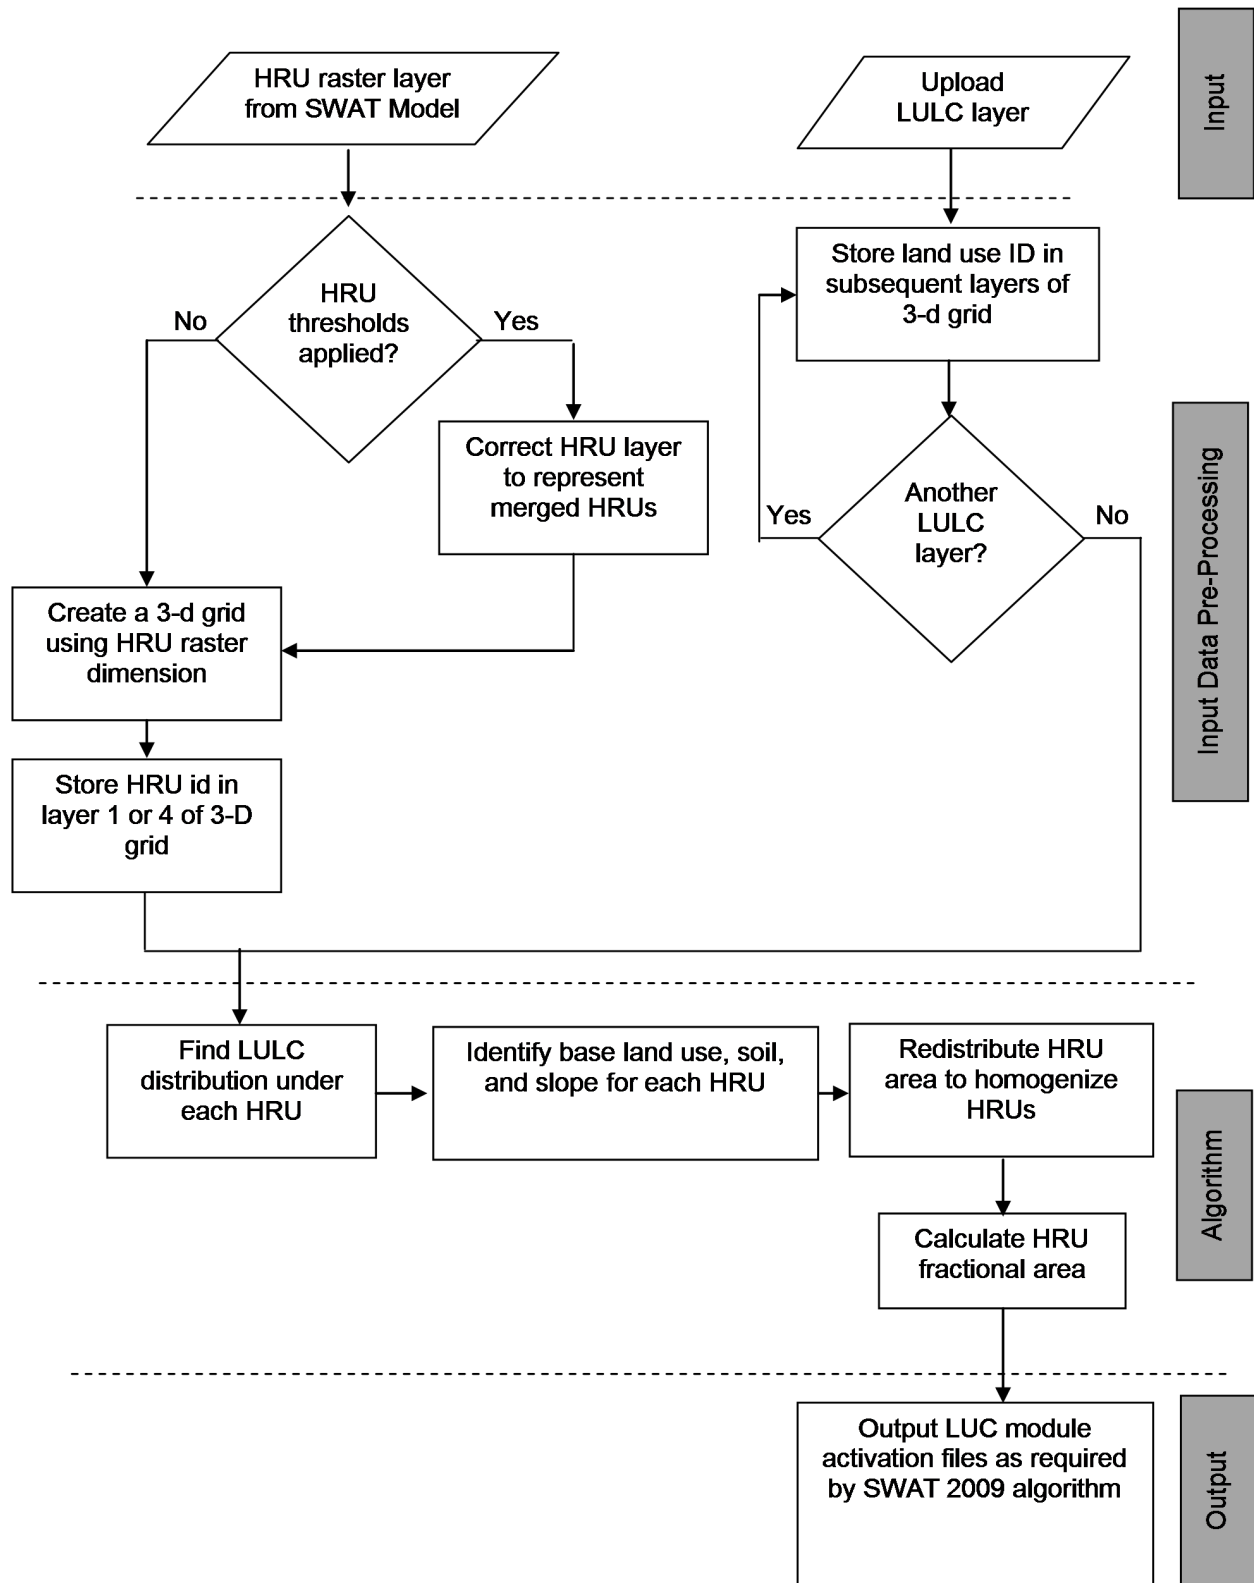 HRU raster layer
from SWAT Model
Upload
LULC layer
Input
HRU
thresholds
applied?
No
Yes
Store land use ID in
subsequent layers of
3-d grid
Correct HRU layer
to represent
merged HRUs
Another
LULC
layer?
Yes
No
Input Data Pre-Processing
Create a 3-d grid
using HRU raster
dimension
Store HRU id in
layer 1 or 4 of 3-D
grid
Find LULC
distribution under
each HRU
Identify base land use, soil,
and slope for each HRU
Redistribute HRU
area to homogenize
HRUs
Algorithm
Calculate HRU
fractional area
Output LUC module
activation files as required
by SWAT 2009 algorithm
Output